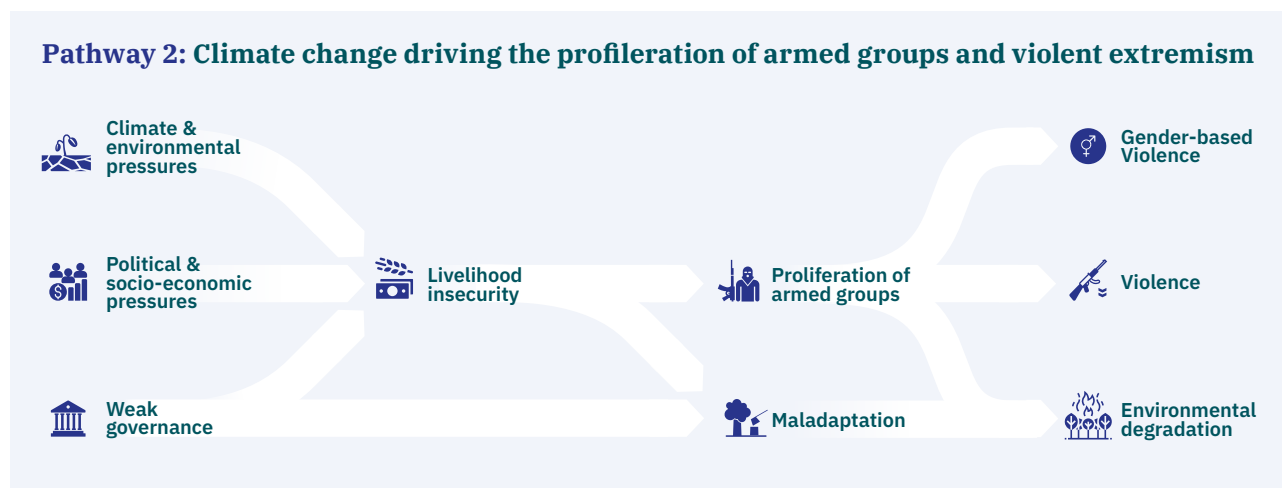 Pathway 2: Climate change driving the profileration of armed groups and violent extremism
Climate &
environmental
pressures
Political &
socio-economic
pressures
Weak
governance
Livelihood
insecurity
Proliferation of
armed groups
Maladaptation
Gender-based
Violence
Violence
Environmental
degradation